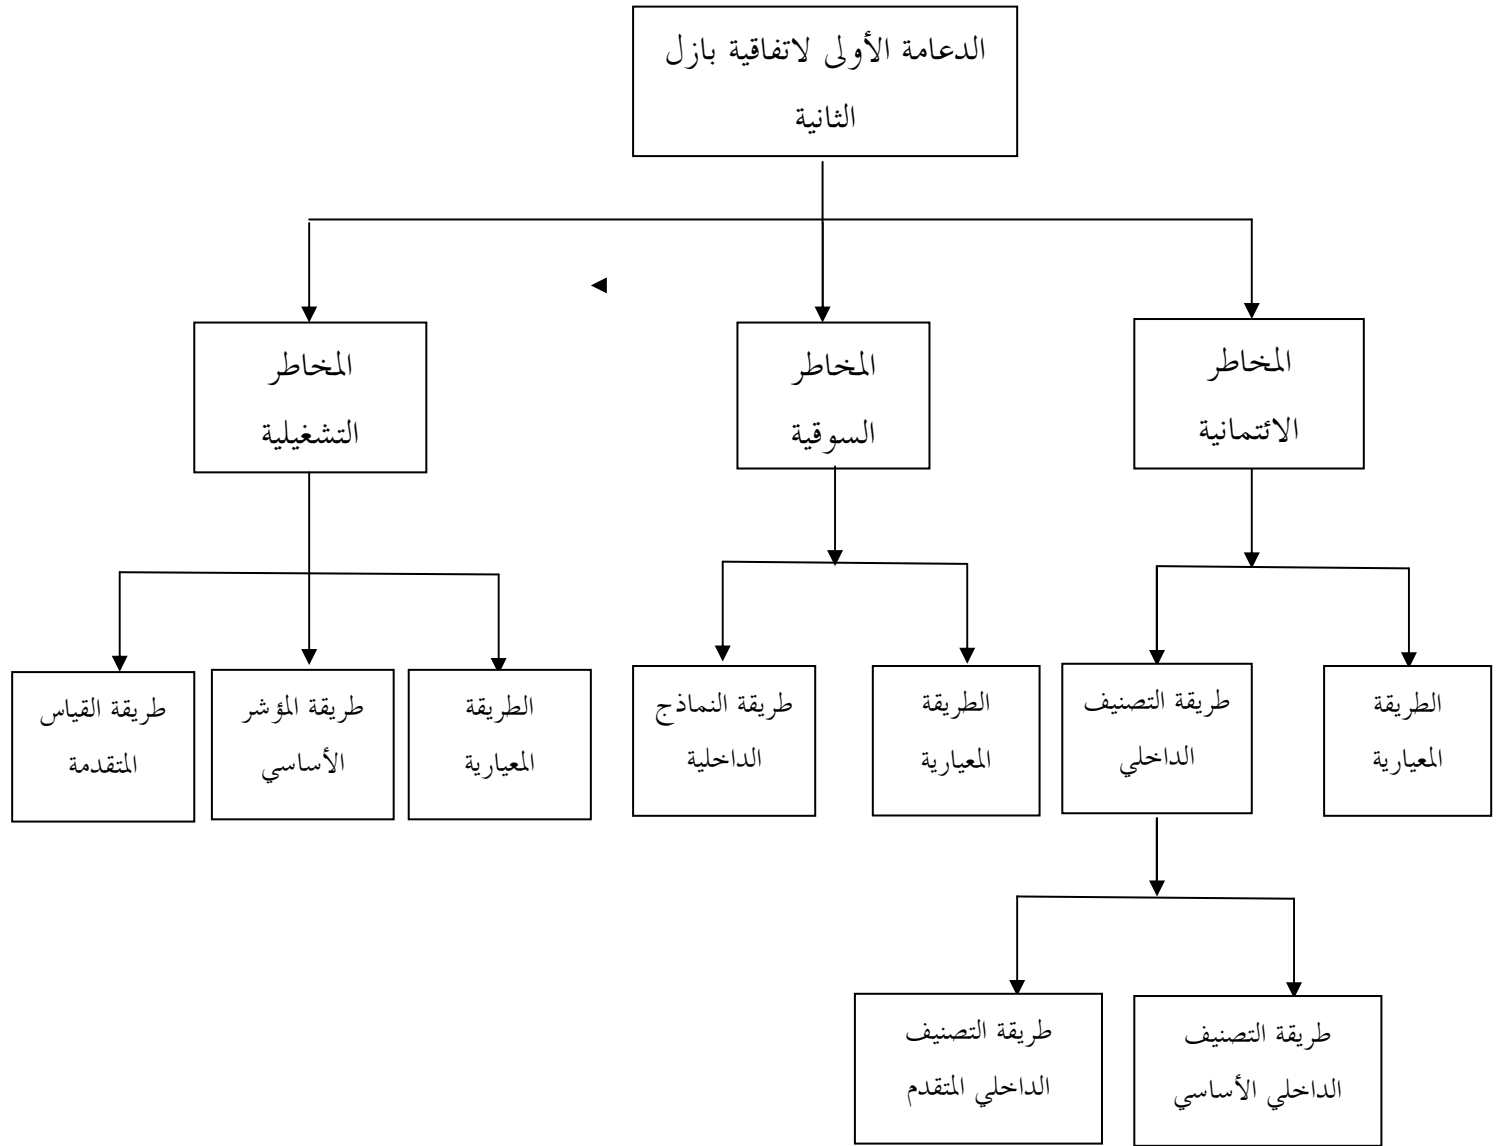 الدعامة الأولى لاتفاقية بازل
الثانية
المخاطر
الائتمانية
المخاطر
السوقية
المخاطر
التشغيلية
الطريقة
المعيارية
طريقة التصنيف
الداخلي
الطريقة
المعيارية
طريقة النماذج
الداخلية
الطريقة
المعيارية
طريقة المؤشر
الأساسي
طريقة القياس
المتقدمة
طريقة التصنيف
الداخلي الأساسي
طريقة التصنيف
الداخلي المتقدم